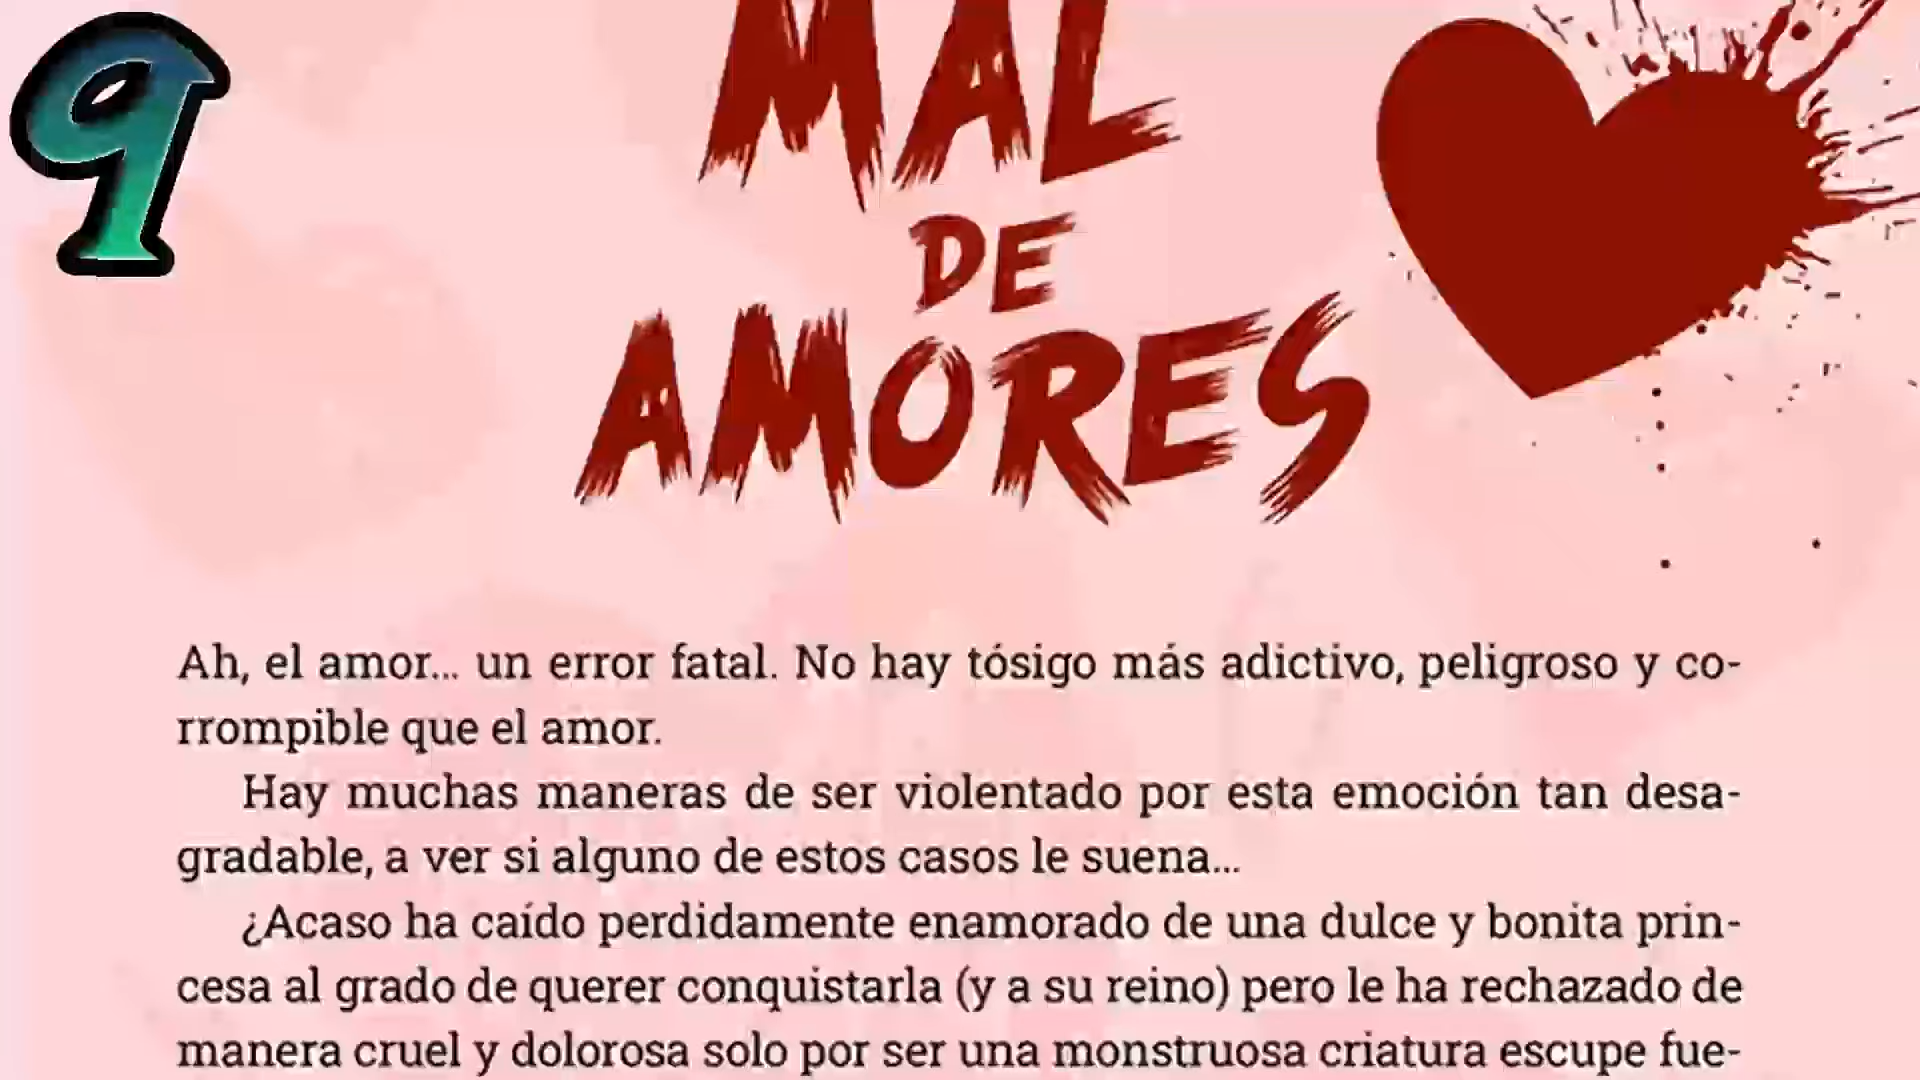 9
MAL
DE
AMORES
Ah, el amor... un error fatal. No hay tósigo más adictivo, peligroso y co-
rrompible que el amor.
Hay muchas maneras de ser violentado por esta emoción tan desa-
gradable, a ver si alguno de estos casos le suena...
¿Acaso ha caído perdidamente enamorado de una dulce y bonita prin-
cesa al grado de querer conquistarla (y a su reino) pero le ha rechazado de
manera cruel y dolorosa solo por ser una monstruosa criatura escupe fue-